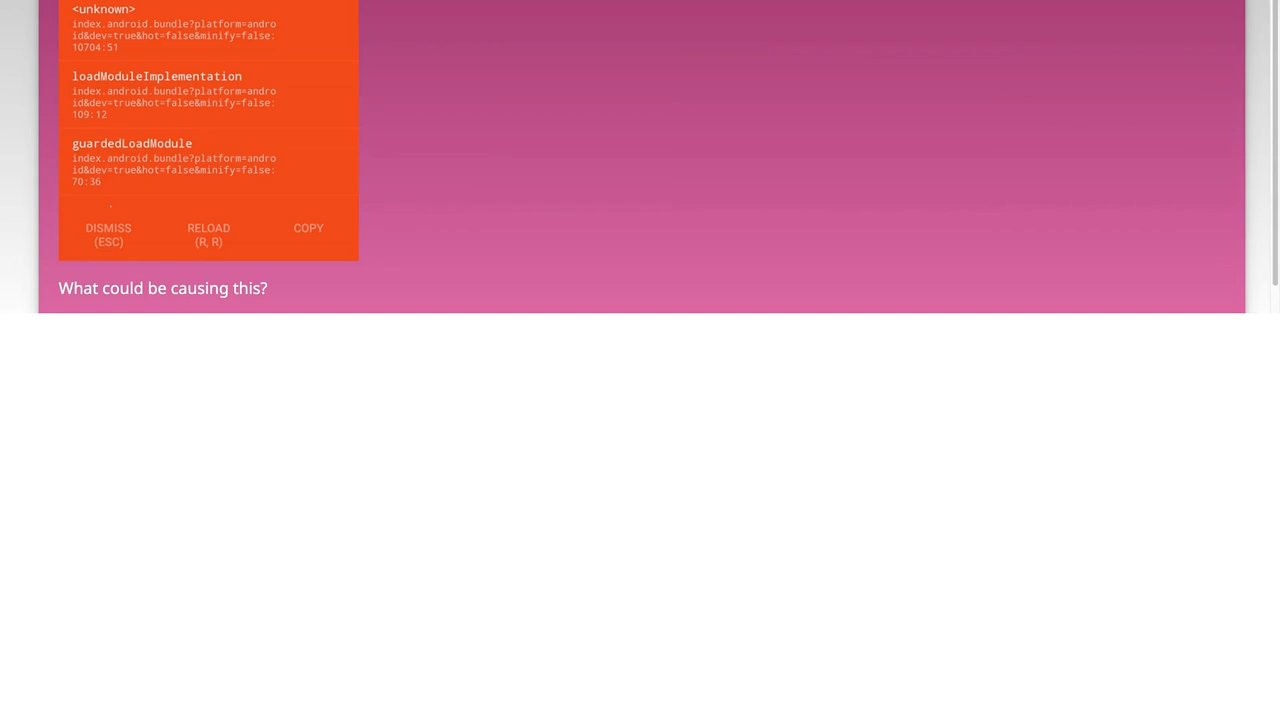 <unknown>
index.android.bundle?platform=andro
id&dev=true&hot=false&minify=false:
10704:51
loadModuleImplementation
index.android.bundle?platform=andro
id&dev=true&hot=false&minify=false:
109:12
guardedLoadModule
index.android.bundle?platform=andro
id&dev=true&hot=false&minify=false:
70:36
DISMISS
(ESC)
RELOAD
(R, R)
COPY
What could be causing this?